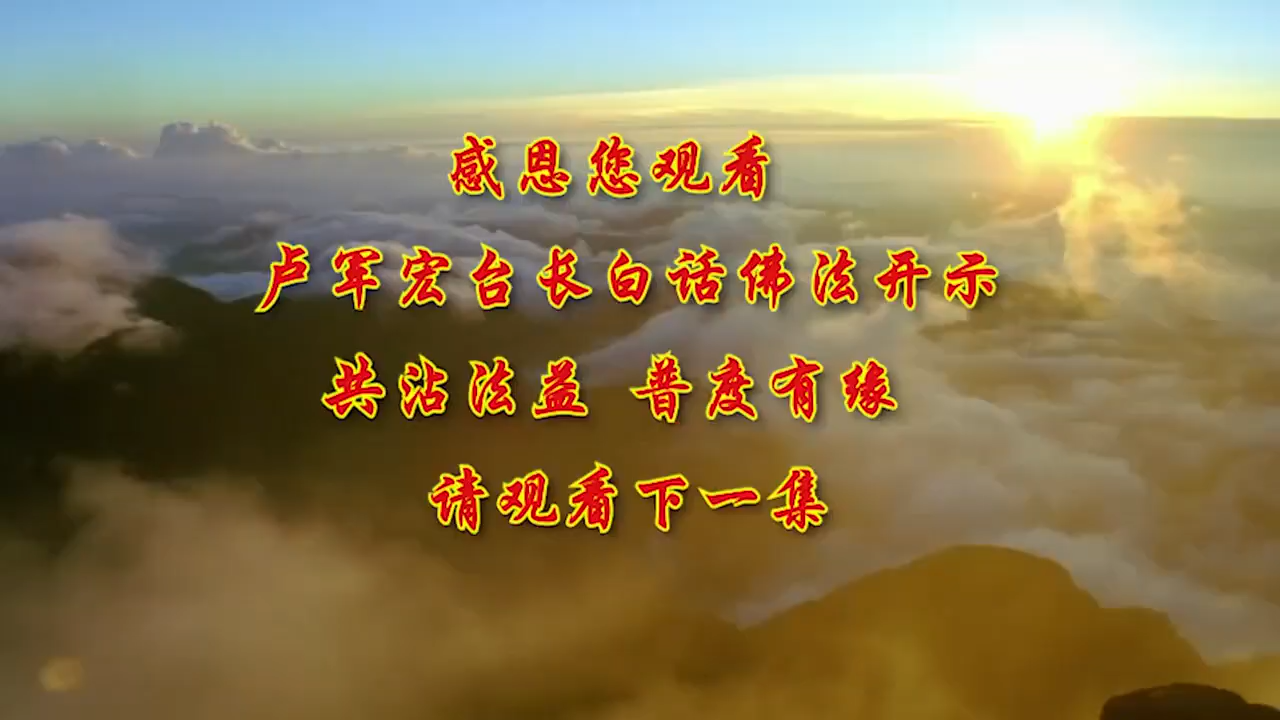 感恩您观看
卢军宏台长白话佛法开示
共沾法益 普度有缘
请观看下一集